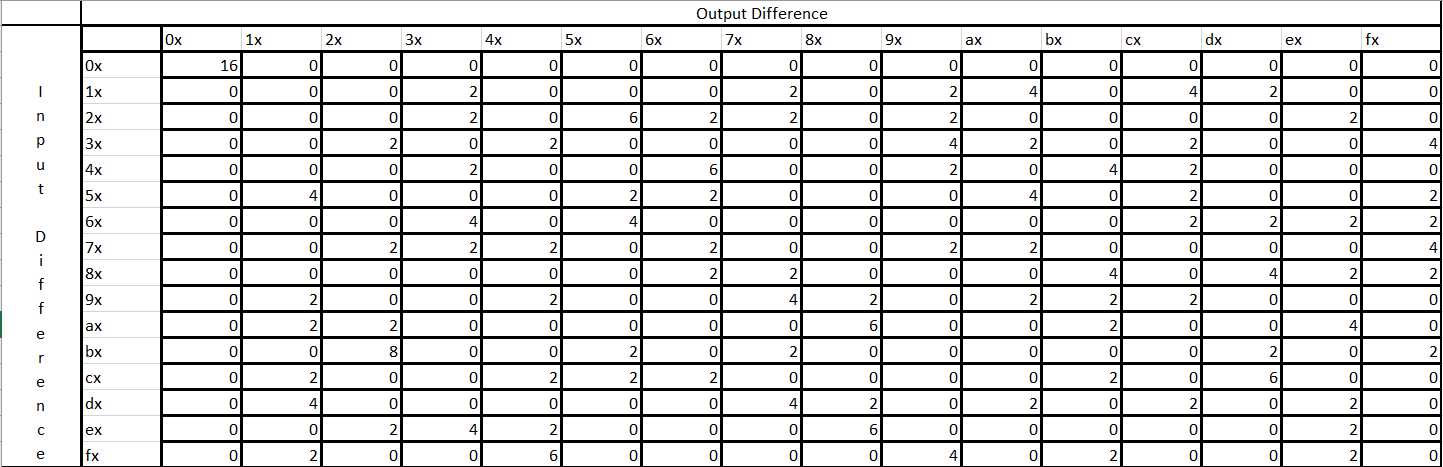 Output Difference
0x 1x 2x 3x 4x 5x 6x 7x 8x 9x ax bx cx dx ex fx
Input Difference
0x 16 0 0 0 0 0 0 0 0 0 0 0 0 0 0 0
1x 0 0 0 2 0 0 0 2 0 2 4 0 4 2 0 0
2x 0 0 0 2 0 6 2 2 0 2 0 0 0 0 2 0
3x 0 0 2 0 2 0 0 0 0 4 2 0 2 0 0 4
4x 0 0 0 2 0 0 6 0 0 2 0 4 2 0 0 0
5x 0 4 0 0 0 2 2 0 0 0 4 0 2 0 0 2
6x 0 0 0 4 0 4 0 0 0 0 0 0 2 2 2 2
7x 0 0 2 2 2 0 2 0 0 2 2 0 0 0 0 4
8x 0 0 0 0 0 0 2 2 0 0 0 4 0 4 2 2
9x 0 2 0 0 2 0 0 4 2 0 2 2 2 0 0 0
ax 0 2 2 0 0 0 0 0 6 0 0 2 0 0 4 0
bx 0 0 8 0 0 2 0 2 0 0 0 0 0 2 0 2
cx 0 2 0 0 2 2 2 0 0 0 0 2 0 6 0 0
dx 0 4 0 0 0 0 0 4 2 0 2 0 2 0 2 0
ex 0 0 2 4 2 0 0 0 6 0 0 0 0 0 2 0
fx 0 2 0 0 6 0 0 0 0 4 0 2 0 0 2 0